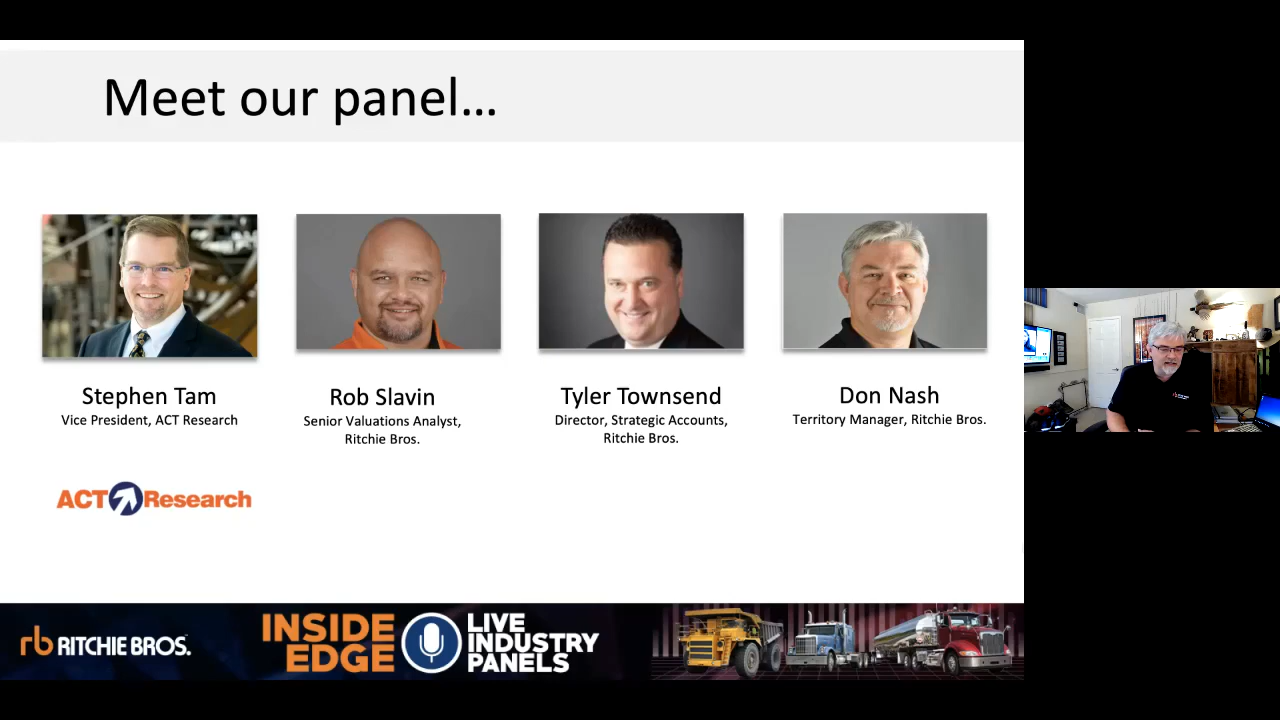 Meet our panel...
Stephen Tam
Vice President, ACT Research
Rob Slavin
Senior Valuations Analyst,
Ritchie Bros.
Tyler Townsend
Director, Strategic Accounts,
Ritchie Bros.
Don Nash
Territory Manager, Ritchie Bros.
ACT Research
rb RITCHIE BROS.
INSIDE
EDGE
LIVE
INDUSTRY
PANELS